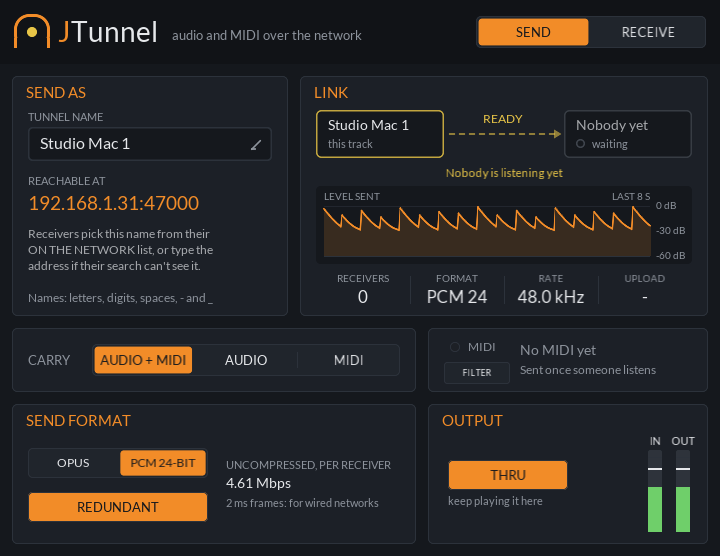 JTunnel audio and MIDI over the network
SEND RECEIVE
SEND AS
TUNNEL NAME
Studio Mac 1
REACHABLE AT
192.168.1.31:47000
Receivers pick this name from their
ON THE NETWORK list, or type the
address if their search can't see it.
Names: letters, digits, spaces, - and _
LINK
Studio Mac 1
this track
READY
Nobody yet
waiting
Nobody is listening yet
LEVEL SENT
LAST 8 S
0 dB
-30 dB
-60 dB
RECEIVERS FORMAT RATE UPLOAD
0 PCM 24 48.0 kHz -
CARRY AUDIO + MIDI AUDIO MIDI
MIDI
FILTER
No MIDI yet
Sent once someone listens
SEND FORMAT
OPUS PCM 24-BIT
REDUNDANT
UNCOMPRESSED, PER RECEIVER
4.61 Mbps
2 ms frames: for wired networks
OUTPUT
THRU
keep playing it here
IN OUT